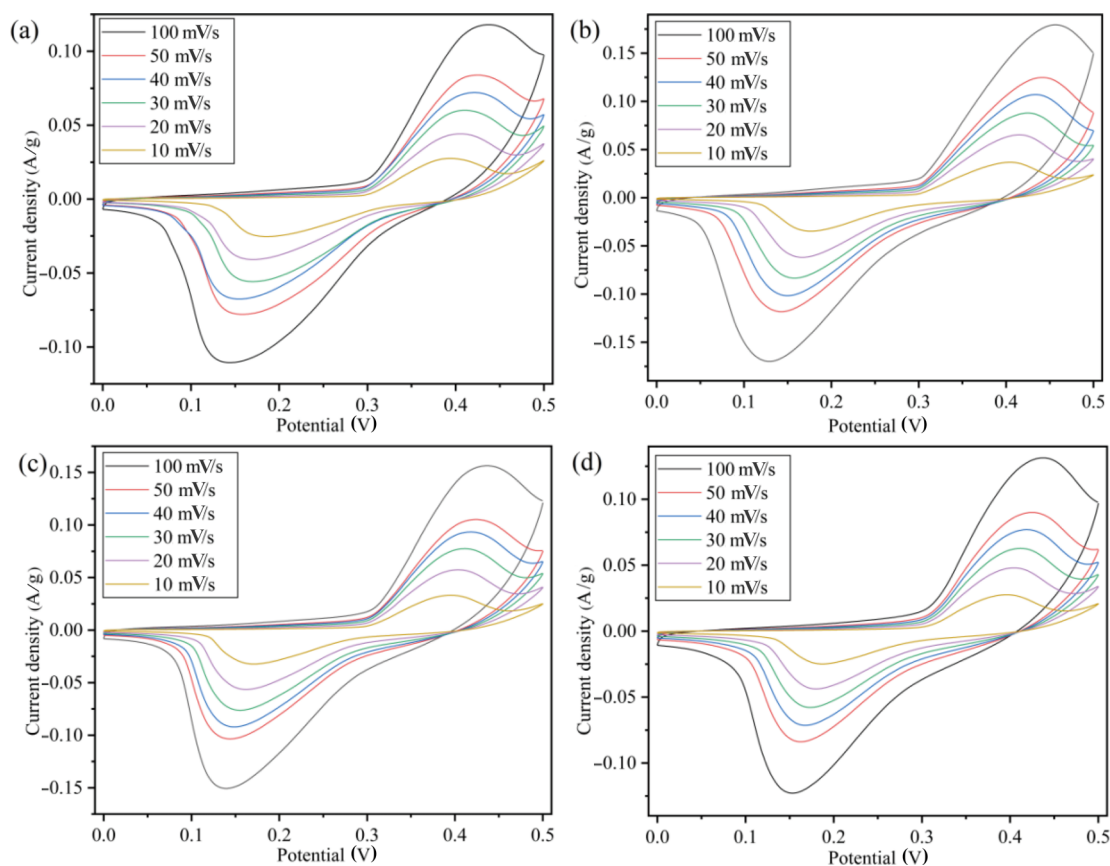 (a)
100 mV/s
50 mV/s
40 mV/s
30 mV/s
20 mV/s
10 mV/s
0.10
0.05
0.00
–0.05
–0.10
Current density (A/g)
0.0 0.1 0.2 0.3 0.4 0.5
Potential (V)
(b)
100 mV/s
50 mV/s
40 mV/s
30 mV/s
20 mV/s
10 mV/s
0.15
0.10
0.05
0.00
–0.05
–0.10
–0.15
Current density (A/g)
0.0 0.1 0.2 0.3 0.4 0.5
Potential (V)
(c)
100 mV/s
50 mV/s
40 mV/s
30 mV/s
20 mV/s
10 mV/s
0.15
0.10
0.05
0.00
–0.05
–0.10
–0.15
Current density (A/g)
0.0 0.1 0.2 0.3 0.4 0.5
Potential (V)
(d)
100 mV/s
50 mV/s
40 mV/s
30 mV/s
20 mV/s
10 mV/s
0.10
0.05
0.00
–0.05
–0.10
Current density (A/g)
0.0 0.1 0.2 0.3 0.4 0.5
Potential (V)